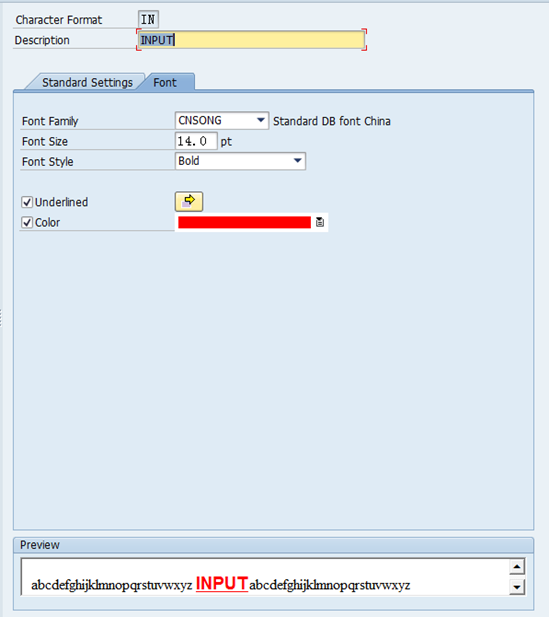 Character Format IN
Description INPUT
Standard Settings Font
Font Family CNSONG Standard DB font China
Font Size 14.0 pt
Font Style Bold
Underlined
Color
Preview
abcdefghijklmnopqrstuvwxyz INPUT abcdefghijklmnopqrstuvwxyz